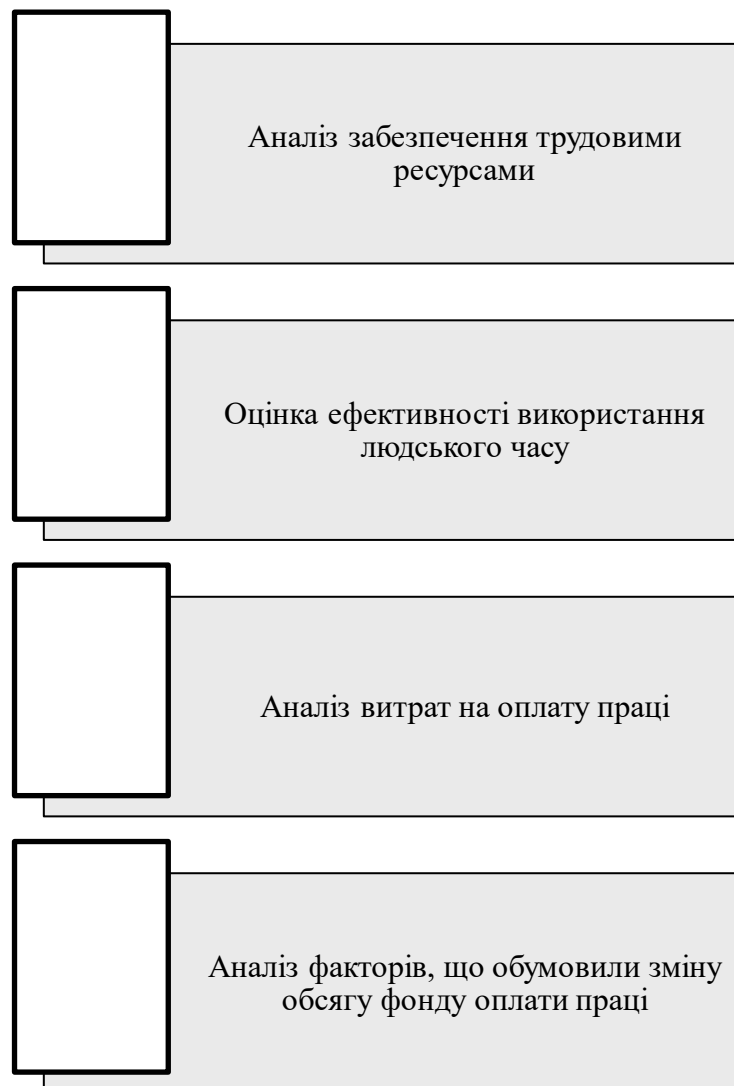 Аналіз забезпечення трудовими
ресурсами
Оцінка ефективності використання
людського часу
Аналіз витрат на оплату праці
Аналіз факторів, що обумовили зміну
обсягу фонду оплати праці